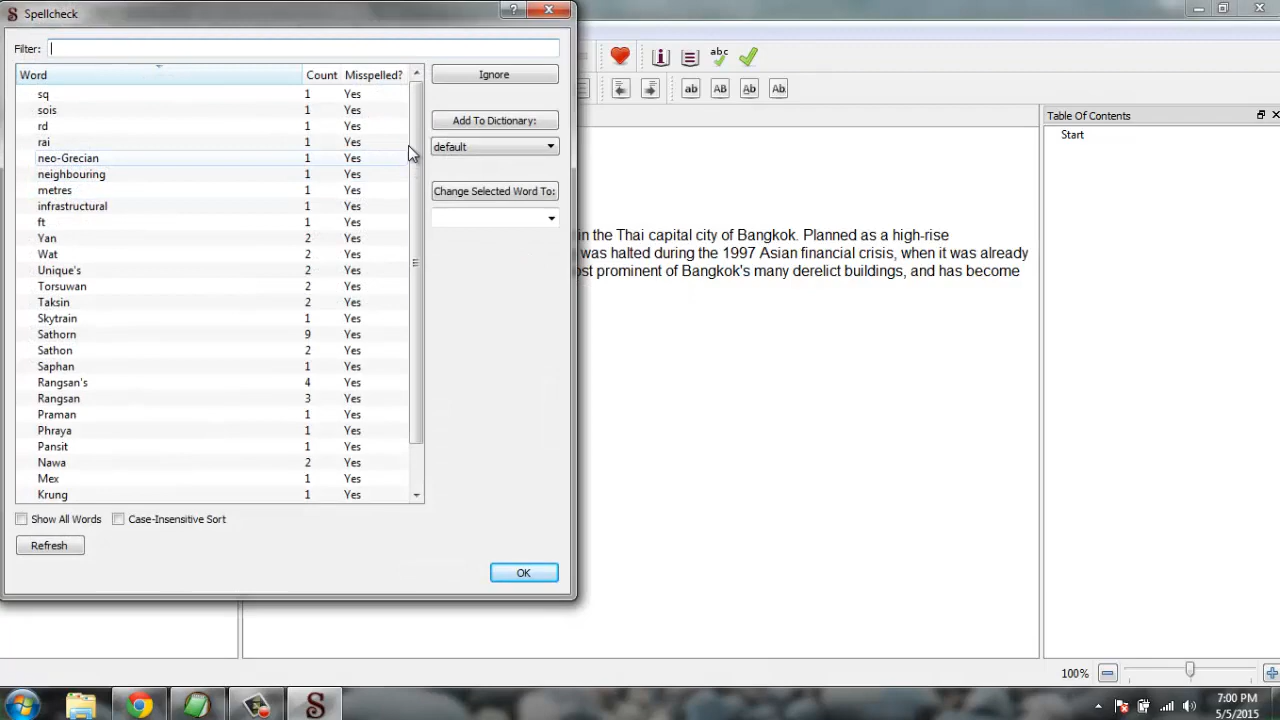 Spellcheck
?
Filter:
Word Count Misspelled?
sq 1 Yes
sois 1 Yes
rd 1 Yes
rai 1 Yes
neo-Grecian 1 Yes
neighbouring 1 Yes
metres 1 Yes
infrastructural 1 Yes
ft 1 Yes
Yan 2 Yes
Wat 2 Yes
Unique's 2 Yes
Torsuwan 2 Yes
Taksin 2 Yes
Skytrain 1 Yes
Sathorn 9 Yes
Sathon 2 Yes
Saphan 1 Yes
Rangsan's 4 Yes
Rangsan 3 Yes
Praman 1 Yes
Phraya 1 Yes
Pansit 1 Yes
Nawa 2 Yes
Mex 1 Yes
Krung 1 Yes
Show All Words Case-Insensitive Sort
Refresh
Ignore
Add To Dictionary:
default
Change Selected Word To:
OK
abc
ab AB Ab Ab
in the Thai capital city of Bangkok. Planned as a high-rise
was halted during the 1997 Asian financial crisis, when it was already
ost prominent of Bangkok's many derelict buildings, and has become
Table Of Contents
Start
100%
7:00 PM
5/5/2015